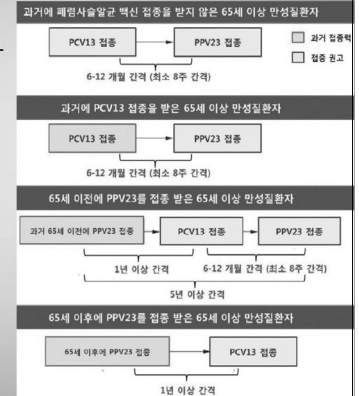 과거에 폐렴사슬알균 백신 접종을 받지 않은 65세 이상 만성질환자
PCV13 접종 PPV23 접종
과거 접종력
접종 권고
6-12 개월 간격 (최소 8주 간격)
과거에 PCV13 접종을 받은 65세 이상 만성질환자
PCV13 접종 PPV23 접종
6-12 개월 간격 (최소 8주 간격)
65세 이전에 PPV23를 접종 받은 65세 이상 만성질환자
과거 65세 이전에 PPV23 접종 PCV13 접종 PPV23 접종
1년 이상 간격 6-12 개월 간격 (최소 8주 간격)
5년 이상 간격
65세 이후에 PPV23를 접종 받은 65세 이상 만성질환자
65세 이후에 PPV23 접종 PCV13 접종
1년 이상 간격